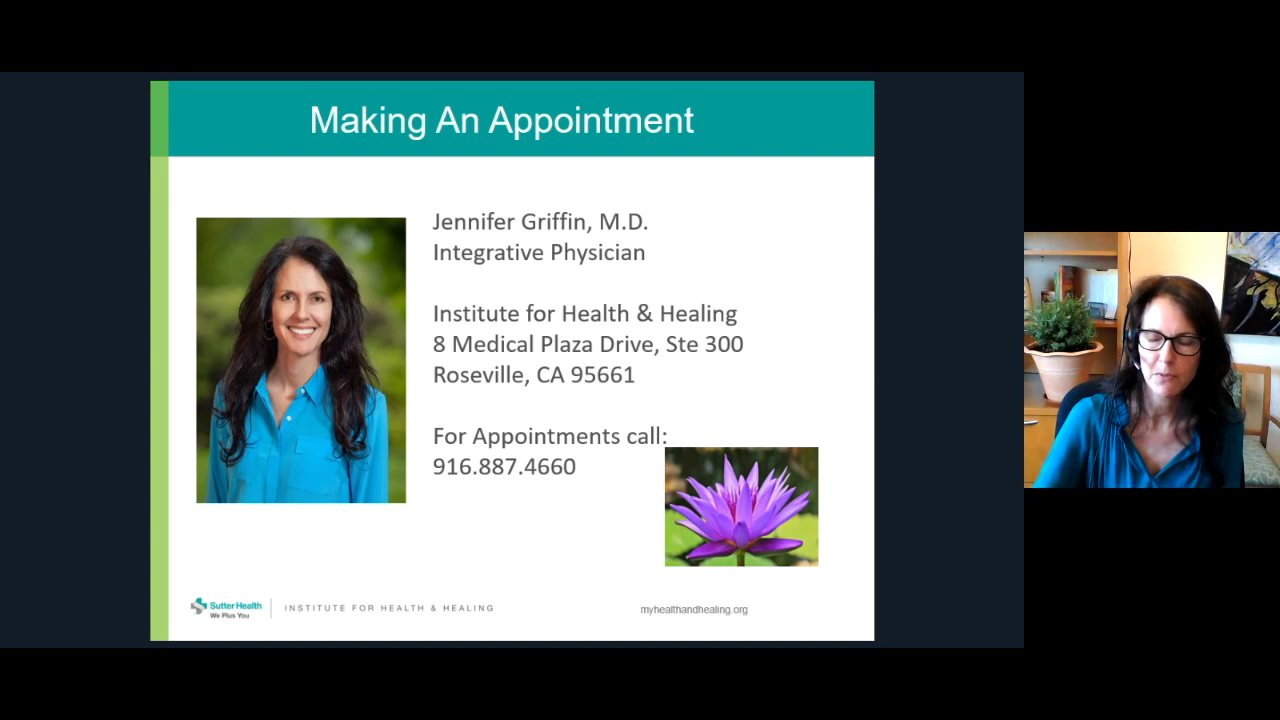 Making An Appointment
Jennifer Griffin, M.D.
Integrative Physician
Institute for Health & Healing
8 Medical Plaza Drive, Ste 300
Roseville, CA 95661
For Appointments call:
916.887.4660
Sutter Health
We Plus You
INSTITUTE FOR HEALTH & HEALING
myhealthandhealing.org